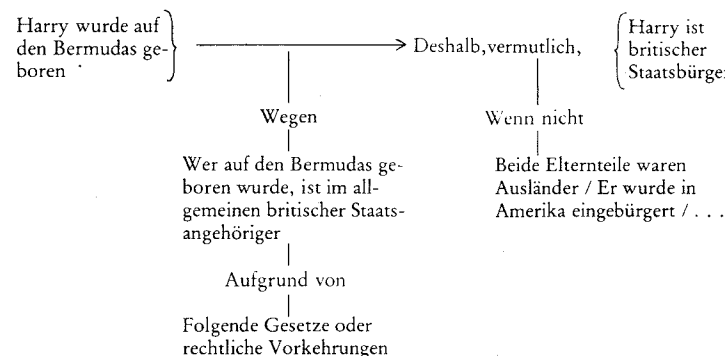 Harry wurde auf
den Bermudas ge-
boren
Deshalb, vermutlich,
Harry ist
britischer
Wegen
Wenn nicht
Wer auf den Bermudas ge-
boren wurde, ist im all-
gemeinen britischer Staats-
angehöriger
Beide Elternteile waren
Ausländer / Er wurde in
Amerika eingebürgert / . . .
Aufgrund von
Folgende Gesetze oder
rechtliche Vorkehrungen